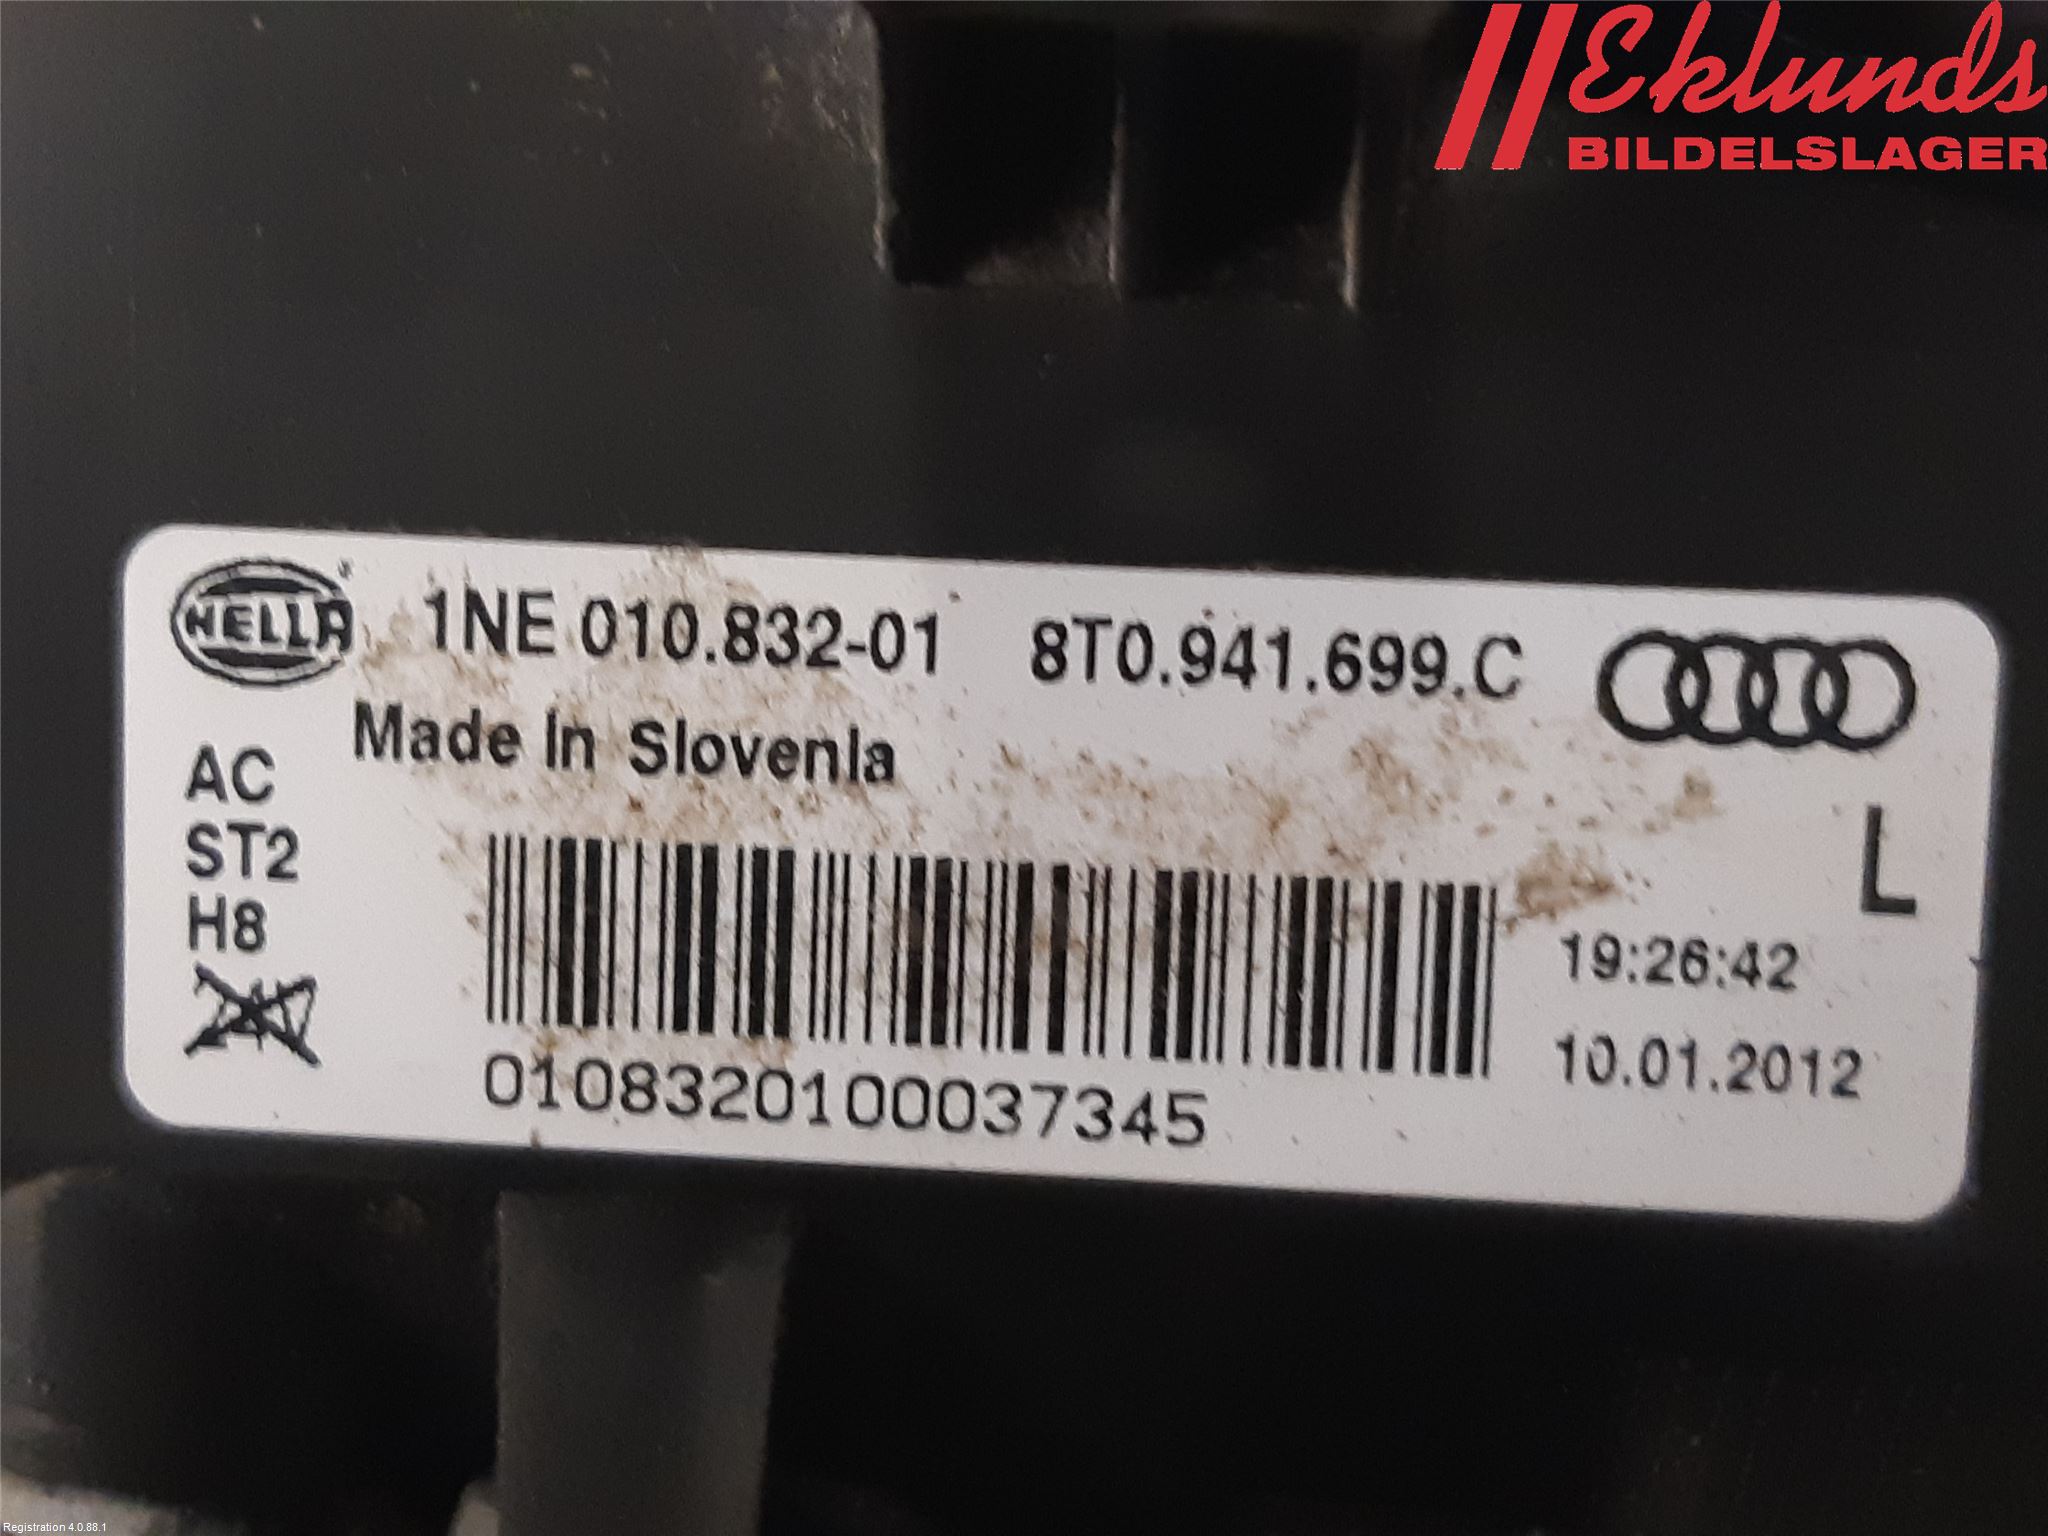 Eklunds
BILDELSLAGER
HELLA
1NE 010.832-01 8T0.941.699.C
Made In Slovenia
AC
ST2
H8
L
19:26:42
10.01.2012
0108320100037345
Registration 4.0.88.1